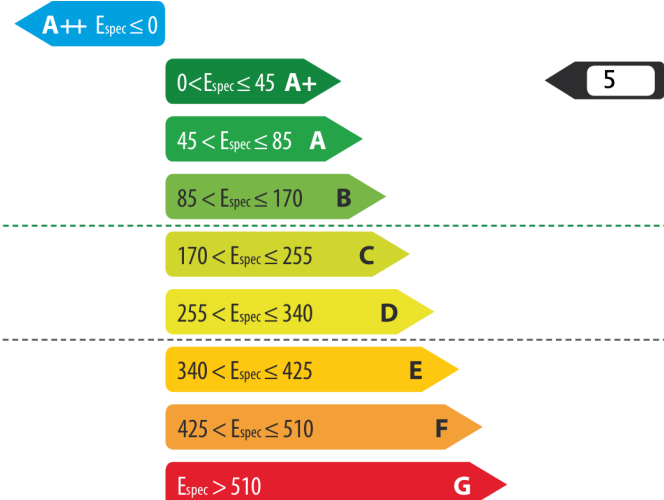 A++ Espec ≤ 0
0<Espec≤ 45 A+ 5
45 < Espec≤ 85 A
85 < Espec≤ 170 B
170 < Espec≤ 255 C
255 < Espec≤ 340 D
340 < Espec≤ 425 E
425 < Espec≤ 510 F
Espec > 510 G